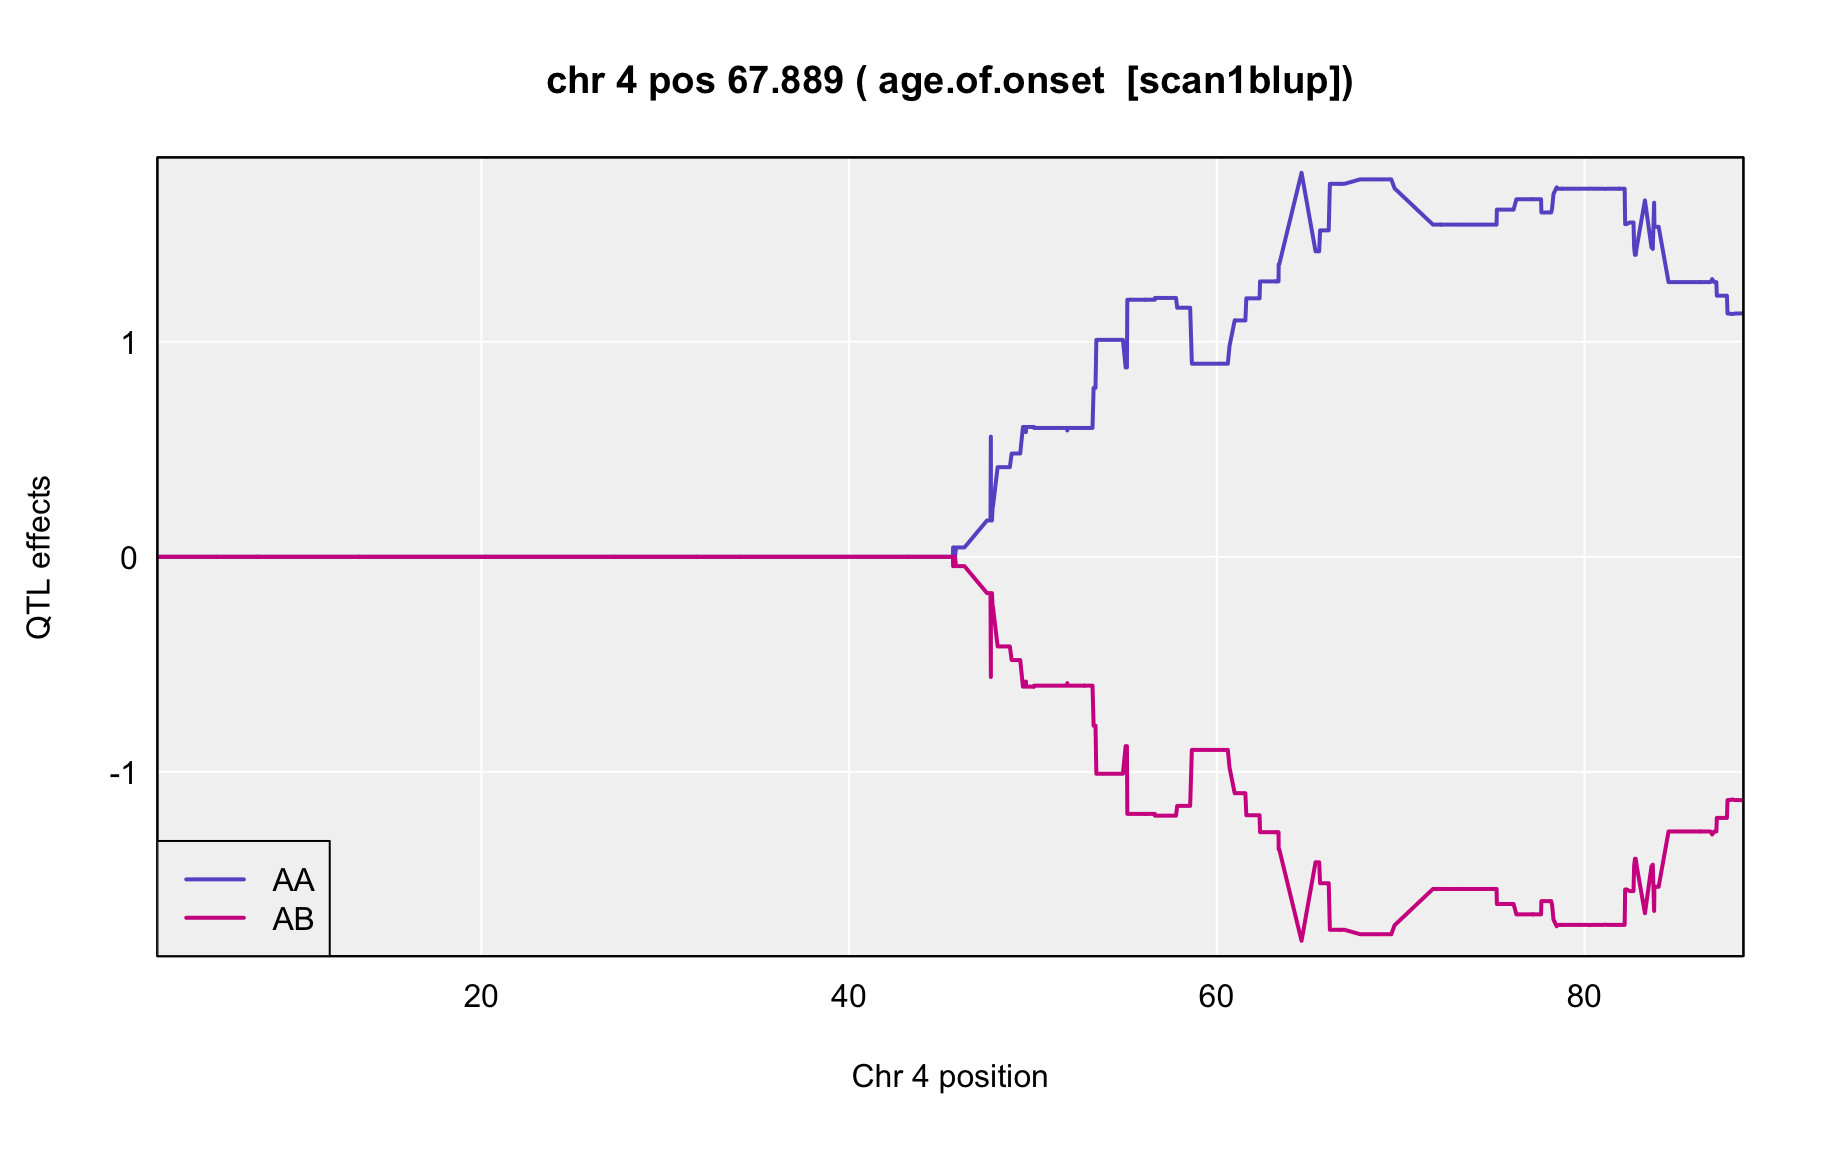 chr 4 pos 67.889 ( age.of.onset  [scan1blup])
QTL effects
1
0
-1
AA
AB
20
40
60
80
Chr 4 position